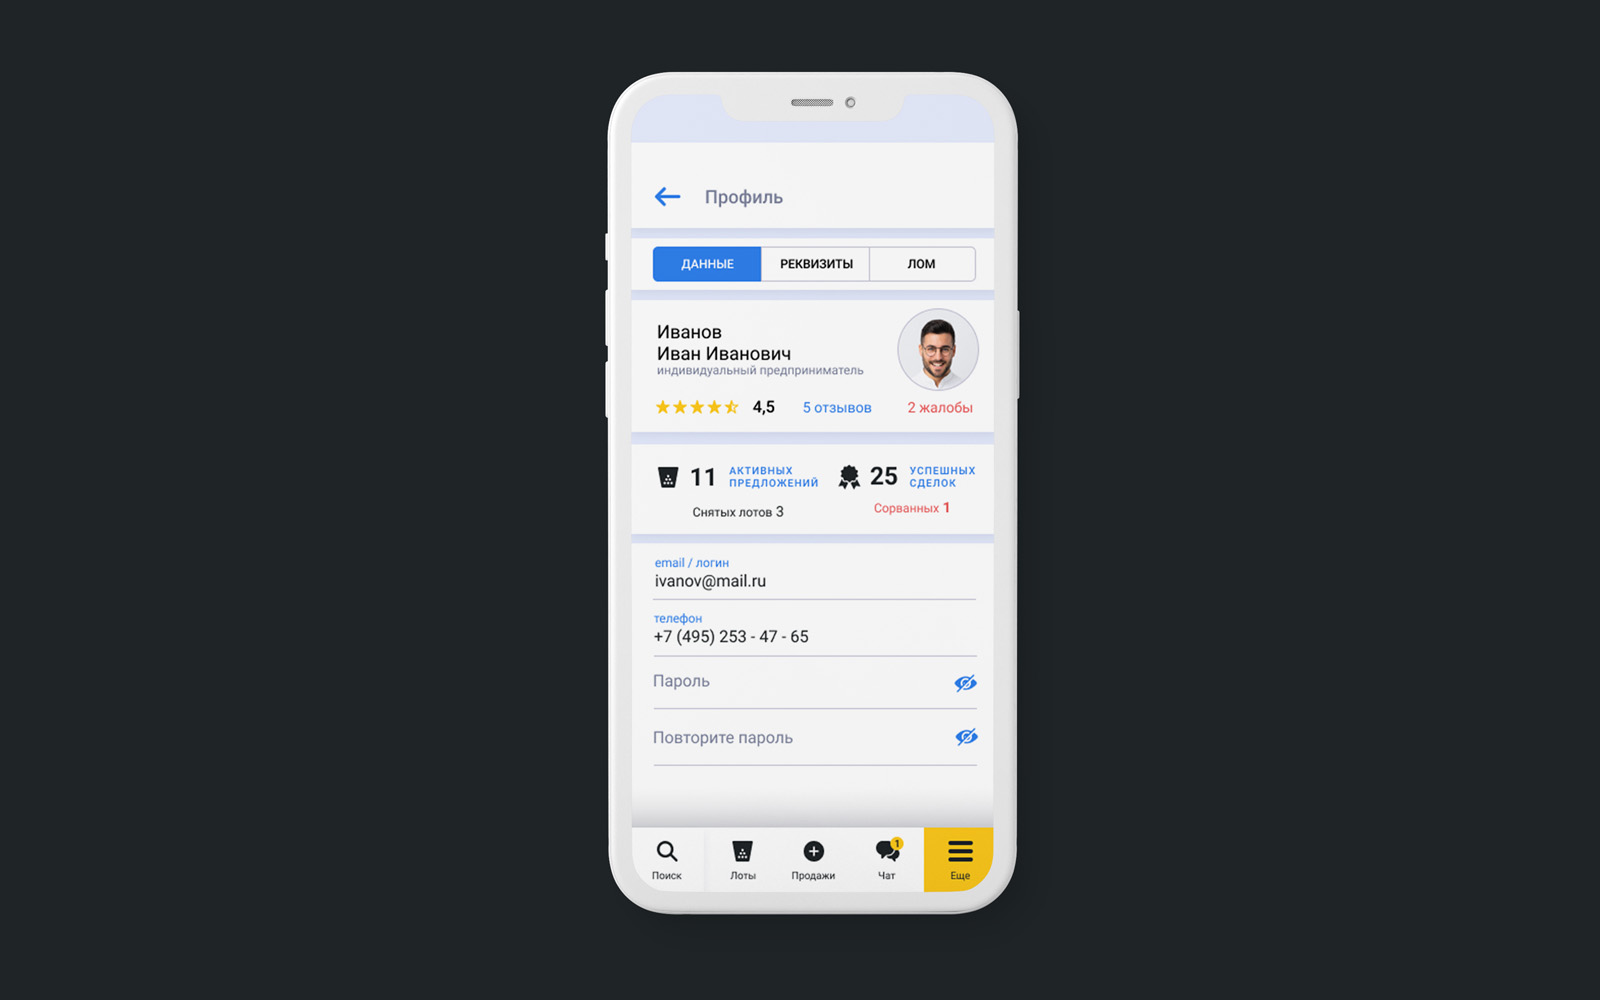 Профиль
ДАННЫЕ
РЕКВИЗИТЫ
ЛОМ
Иванов
Иван Иванович
индивидуальный предприниматель
4,5
5 отзывов
2 жалобы
11
АКТИВНЫХ
ПРЕДЛОЖЕНИЙ
Снятых лотов 3
25
УСПЕШНЫХ
СДЕЛОК
Сорванных 1
email / логин
ivanov@mail.ru
телефон
+7 (495) 253 - 47 - 65
Пароль
Повторите пароль
Поиск
Лоты
Продажи
1
Чат
Еще